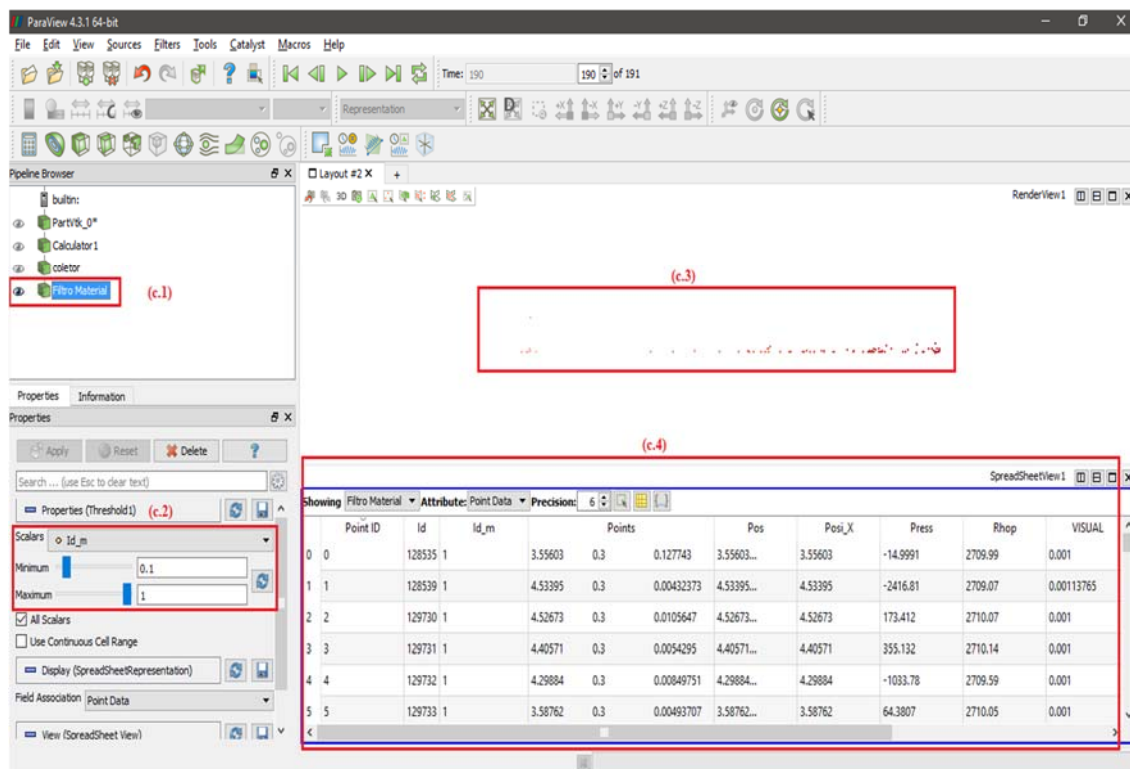 ParaView 4.3.1 64-bit
File Edit View Sources Filters Tools Catalyst Macros Help
Time: 190 190 of 191
Representation
Pipeline Browser
Layout #2 X +
builtin:
3D
RenderView1
PartVtk_0*
Calculator1
coletor
Filtro Material
(c.1)
(c.3)
Properties Information
Properties
Apply Reset Delete ?
Search ... (use Esc to clear text)
Properties (Threshold1) (c.2)
Scalars Id_m
Minimum 0.1
Maximum 1
All Scalars
Use Continuous Cell Range
Display (SpreadSheetRepresentation)
Field Association Point Data
View (SpreadSheet View)
(c.4)
SpreadSheetView1
Showing Filtro Material Attribute: Point Data Precision: 6
Point ID Id Id_m Points Pos Posi_X Press Rhop VISUAL
0 0 128535 1 3.55603 0.3 0.127743 3.55603... 3.55603 -14.9991 2709.99 0.001
1 1 128539 1 4.53395 0.3 0.00432373 4.53395... 4.53395 -2416.81 2709.07 0.00113765
2 2 129730 1 4.52673 0.3 0.0105647 4.52673... 4.52673 173.412 2710.07 0.001
3 3 129731 1 4.40571 0.3 0.0054295 4.40571... 4.40571 355.132 2710.14 0.001
4 4 129732 1 4.29884 0.3 0.00849751 4.29884... 4.29884 -1033.78 2709.59 0.001
5 5 129733 1 3.58762 0.3 0.00493707 3.58762... 3.58762 64.3807 2710.05 0.001